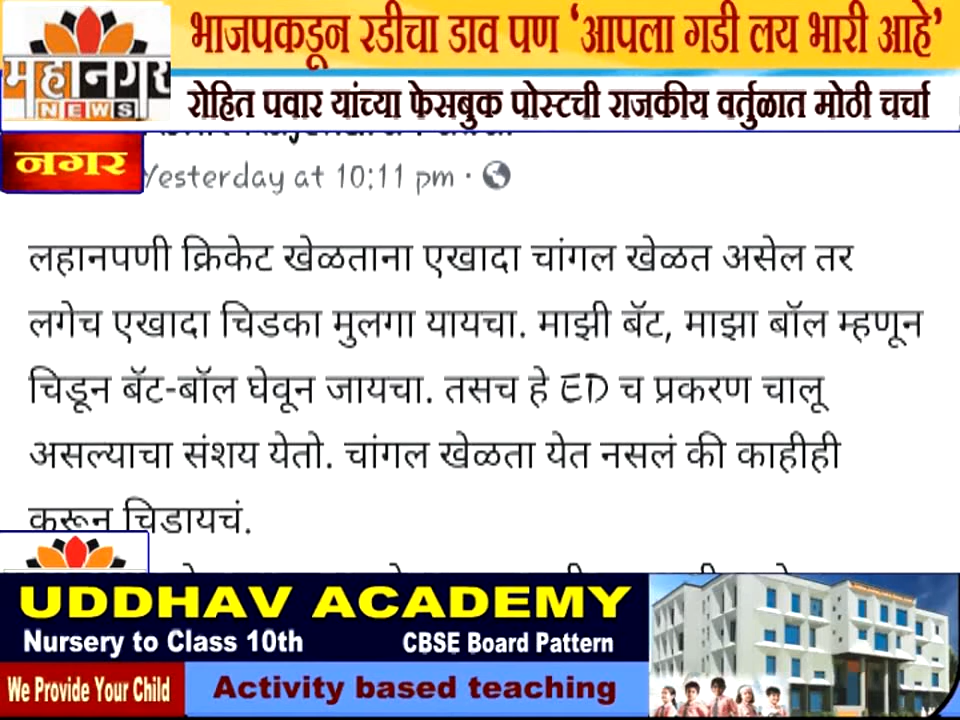 भाजपकडून रडीचा डाव पण ‘आपला गडी लय भारी आहे’
महानगर
NEWS
रोहित पवार यांच्या फेसबुक पोस्टची राजकीय वर्तुळात मोठी चर्चा
नगर
Yesterday at 10:11 pm ·
लहानपणी क्रिकेट खेळताना एखादा चांगल खेळत असेल तर
लगेच एखादा चिडका मुलगा यायचा. माझी बॅट, माझा बॉल म्हणून
चिडून बॅट-बॉल घेवून जायचा. तसच हे ED च प्रकरण चालू
असल्याचा संशय येतो. चांगल खेळता येत नसलं की काहीही
करून चिडायचं.
UDDHAV ACADEMY
Nursery to Class 10th CBSE Board Pattern
We Provide Your Child Activity based teaching